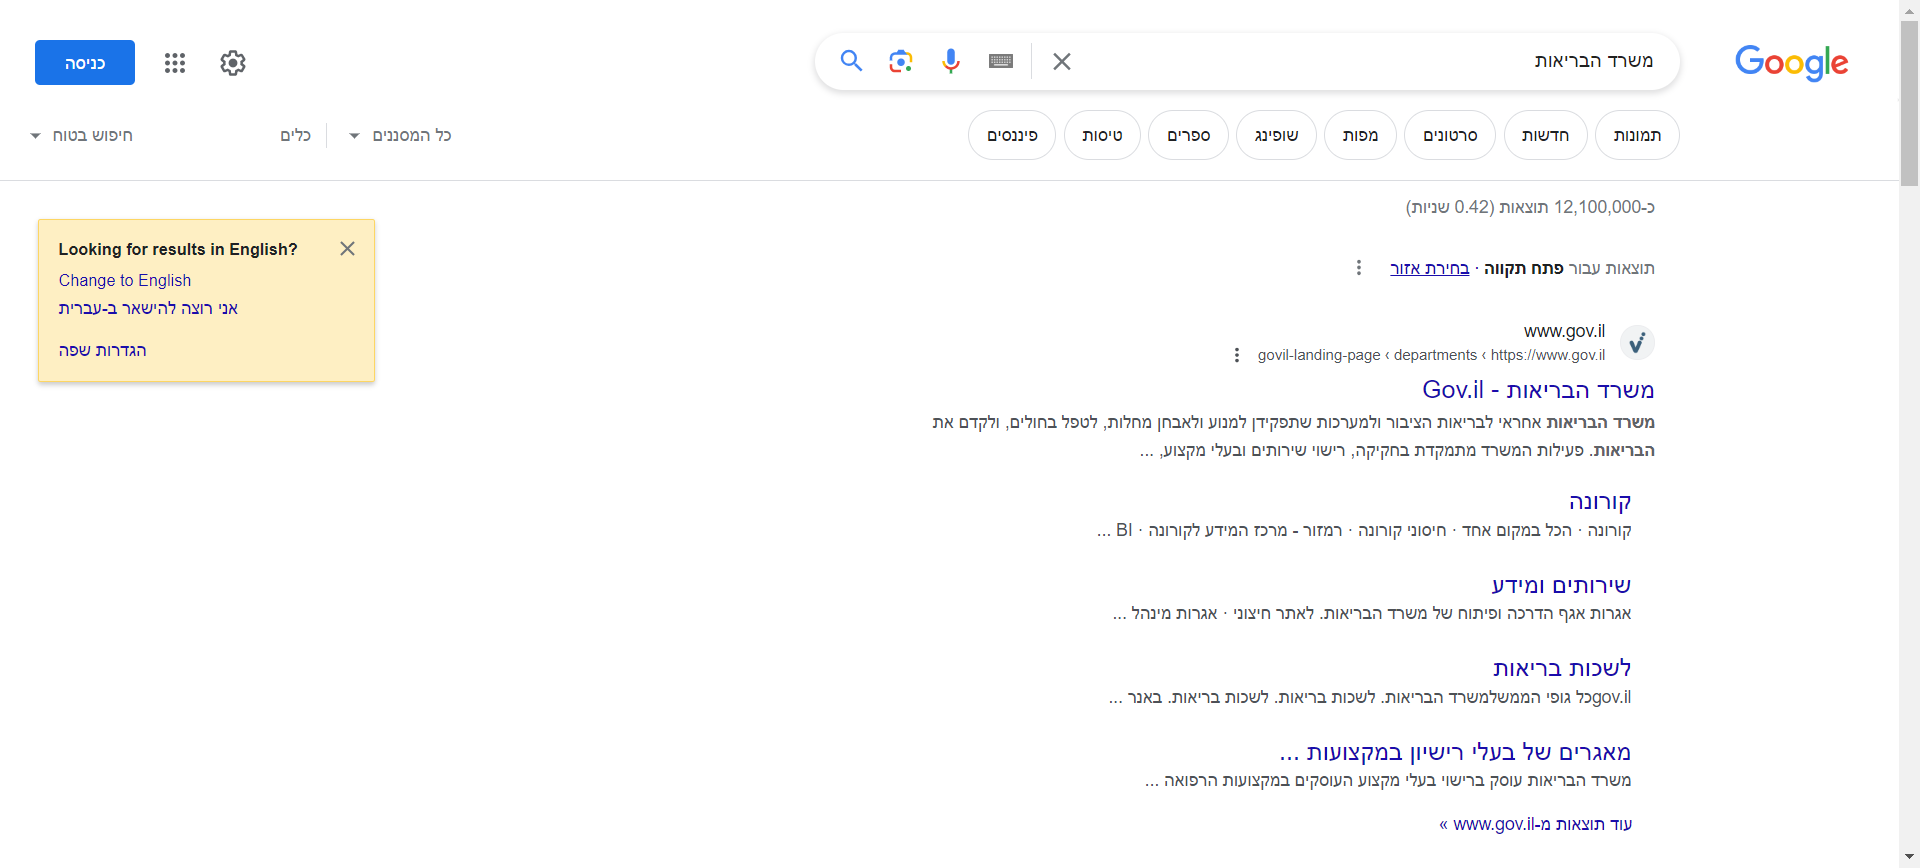 Google
משרד הבריאות
כניסה
תמונות
חדשות
סרטונים
מפות
שופינג
ספרים
טיסות
פיננסים
כל המסננים
כלים
חיפוש בטוח
כ-12,100,000 תוצאות (0.42 שניות)
Looking for results in English?
Change to English
אני רוצה להישאר ב-עברית
הגדרות שפה
תוצאות עבור פתח תקווה · בחירת אזור
www.gov.il
https://www.gov.il › departments › govil-landing-page
משרד הבריאות - Gov.il
משרד הבריאות אחראי לבריאות הציבור ולמערכות שתפקידן למנוע ולאבחן מחלות, לטפל בחולים, ולקדם את
הבריאות. פעילות המשרד מתמקדת בחקיקה, רישוי שירותים ובעלי מקצוע, ...
קורונה
קורונה · הכל במקום אחד · חיסוני קורונה · רמזור - מרכז המידע לקורונה · BI ...
שירותים ומידע
אגרות אגף הדרכה ופיתוח של משרד הבריאות. לאתר חיצוני · אגרות מינהל ...
לשכות בריאות
gov.ilכל גופי הממשלמשרד הבריאות. לשכות בריאות. לשכות בריאות. באנר ...
מאגרים של בעלי רישיון במקצועות ...
משרד הבריאות עוסק ברישוי בעלי מקצוע העוסקים במקצועות הרפואה ...
עוד תוצאות מ-www.gov.il »